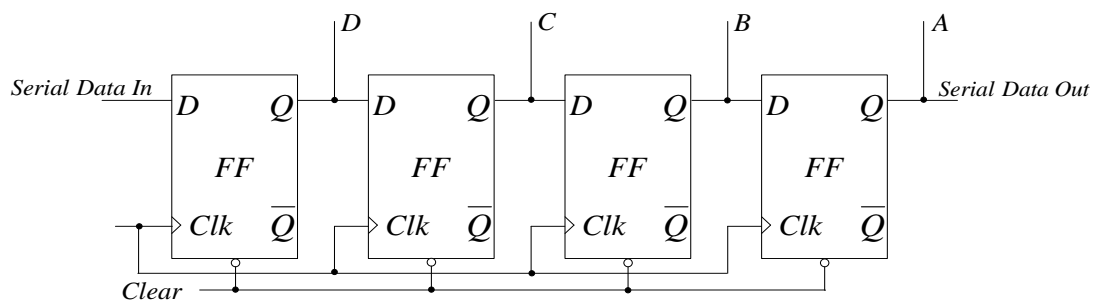 D C B A
Serial Data In Serial Data Out
D Q D Q D Q D Q
FF FF FF FF
Clk Q̅ Clk Q̅ Clk Q̅ Clk Q̅
Clear